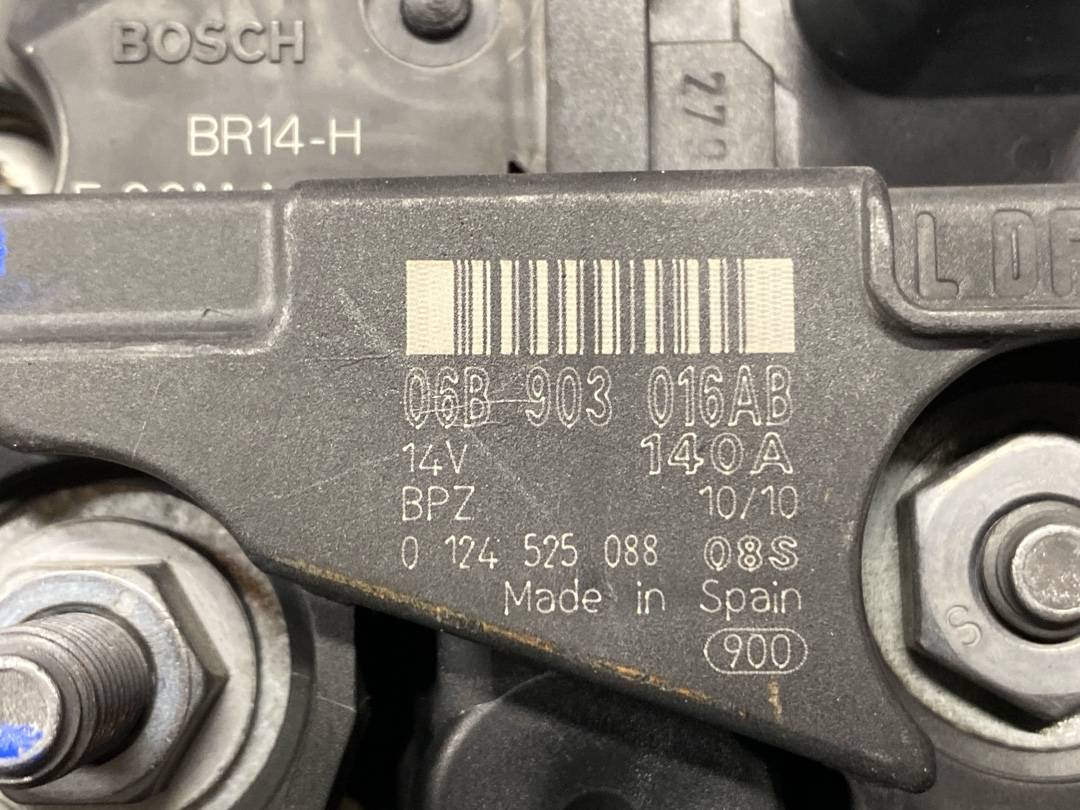 BOSCH
BR14-H
06B 903 016AB
14V 140A
BPZ 10/10
0 124 525 088 08S
Made in Spain
900
S